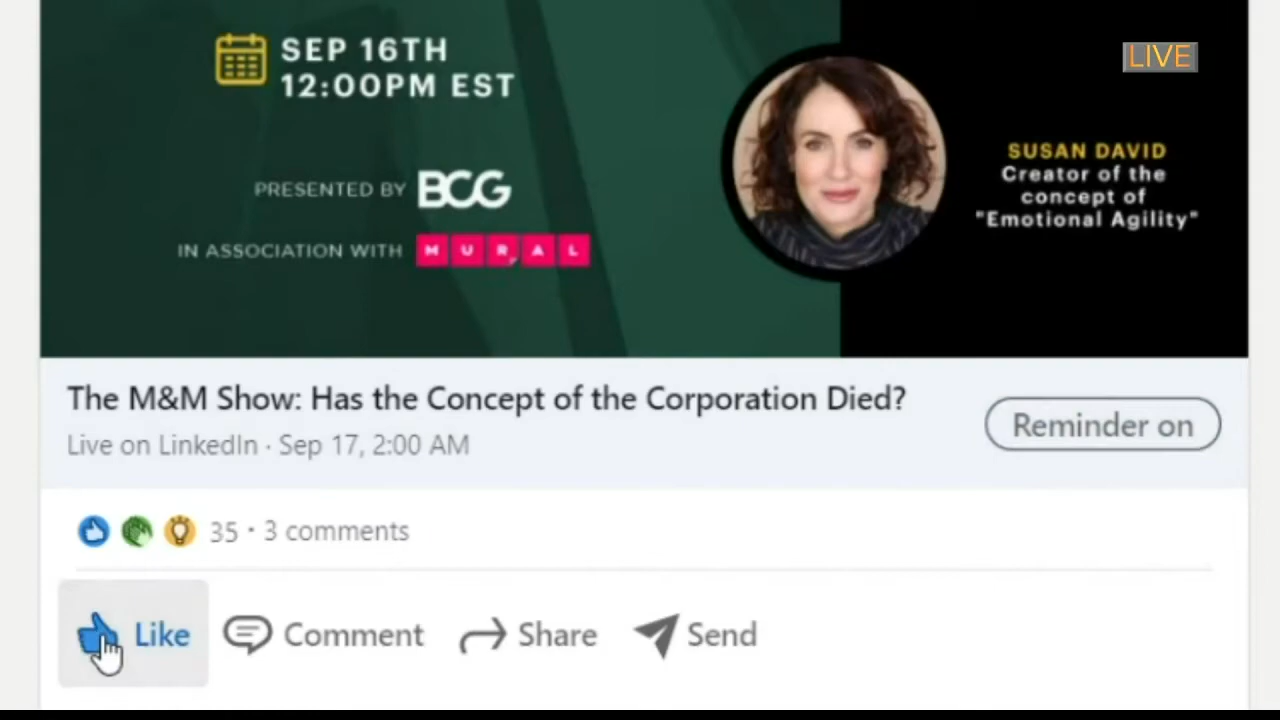 SEP 16TH
12:00PM EST
PRESENTED BY BCG
IN ASSOCIATION WITH MURAL
LIVE
SUSAN DAVID
Creator of the
concept of
"Emotional Agility"
The M&M Show: Has the Concept of the Corporation Died?
Live on LinkedIn · Sep 17, 2:00 AM
Reminder on
35 · 3 comments
Like Comment Share Send